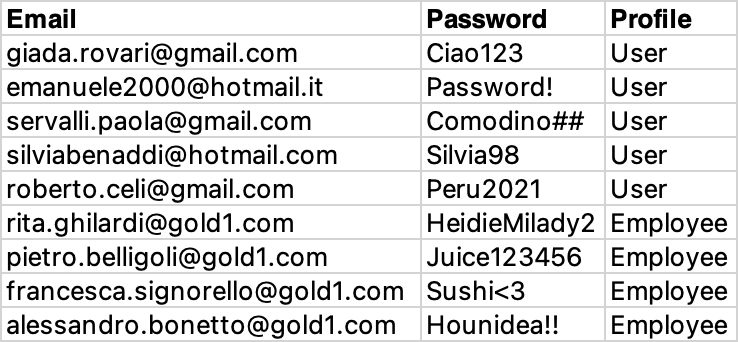 Email Password Profile
giada.rovari@gmail.com Ciao123 User
emanuele2000@hotmail.it Password! User
servalli.paola@gmail.com Comodino## User
silviabenaddi@hotmail.com Silvia98 User
roberto.celi@gmail.com Peru2021 User
rita.ghilardi@gold1.com HeidieMilady2 Employee
pietro.belligoli@gold1.com Juice123456 Employee
francesca.signorello@gold1.com Sushi<3 Employee
alessandro.bonetto@gold1.com Hounidea!! Employee